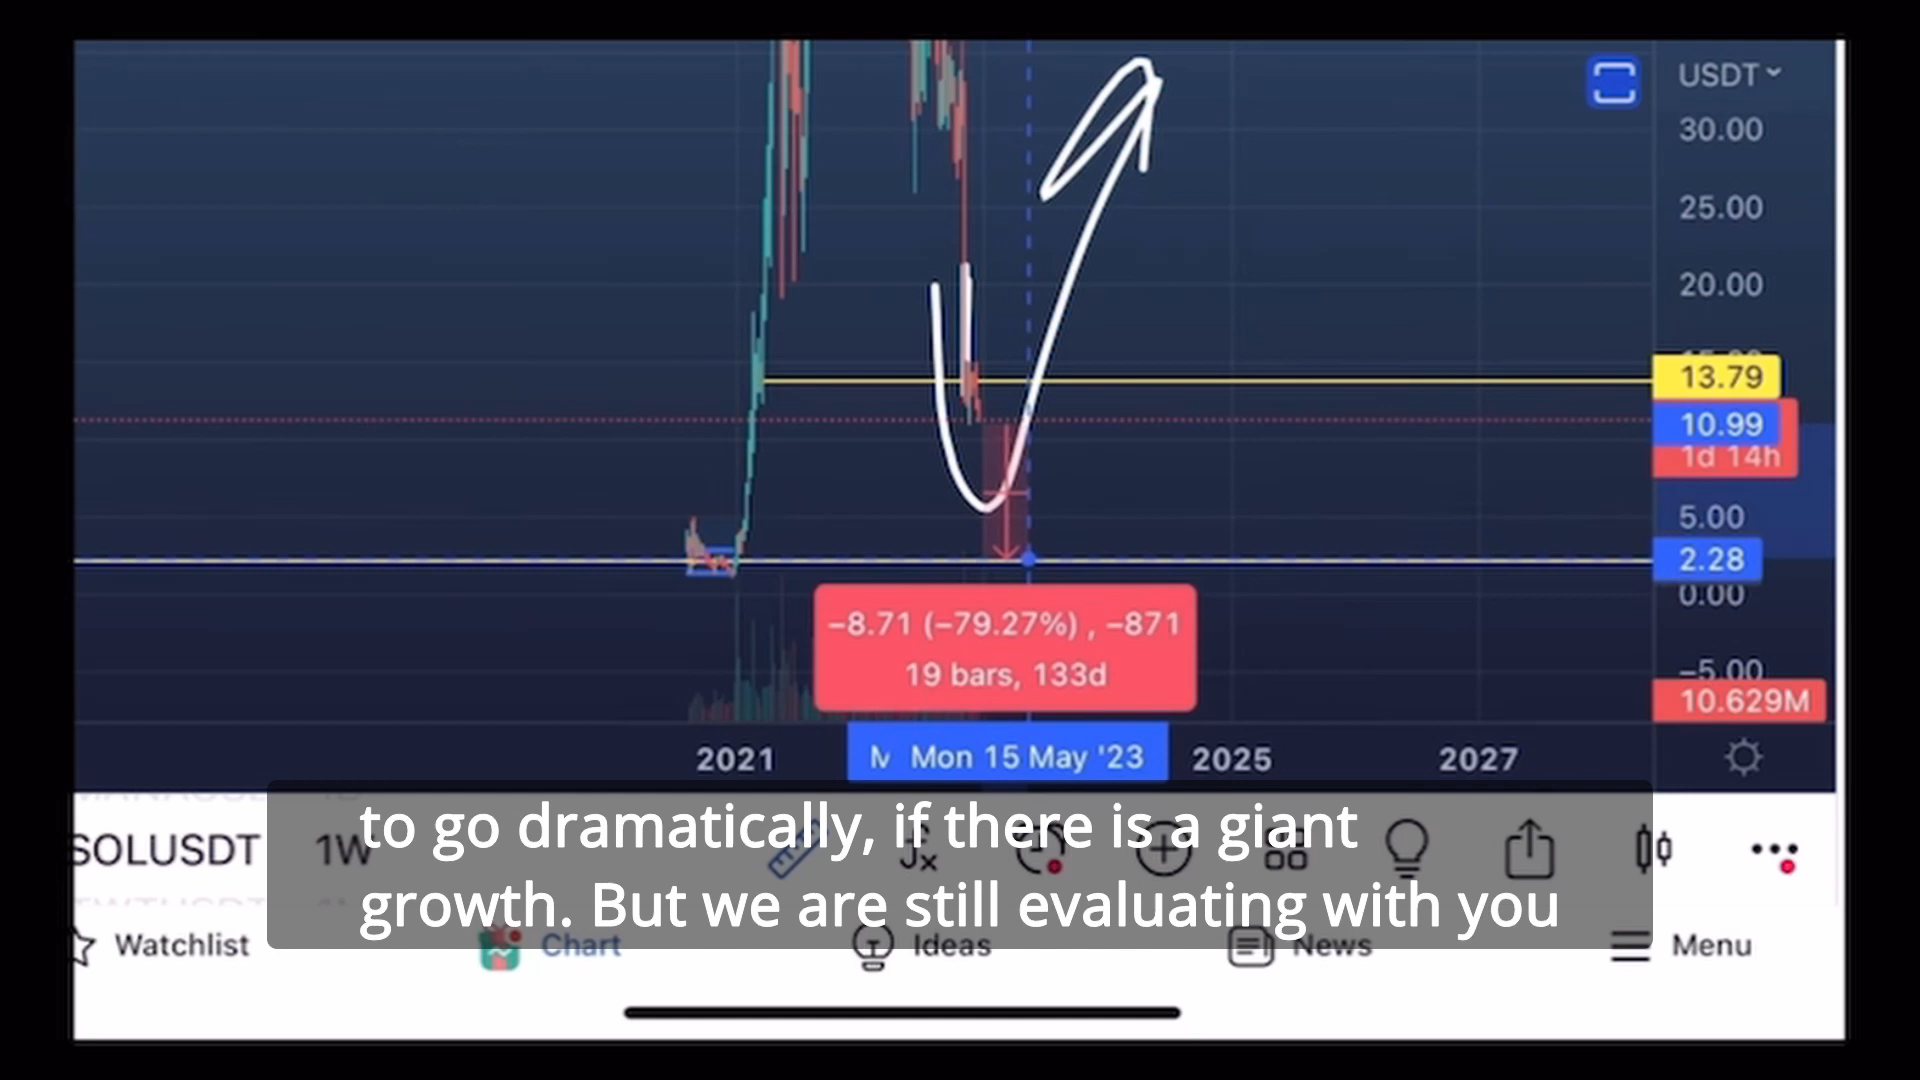 USDT
30.00
25.00
20.00
13.79
10.99
1d 14h
5.00
2.28
0.00
−5.00
10.629M
−8.71 (−79.27%) , −871
19 bars, 133d
2021
Mon 15 May '23
2025
2027
to go dramatically, if there is a giant
growth. But we are still evaluating with you
SOLUSDT 1W
Watchlist
Chart
Ideas
News
Menu